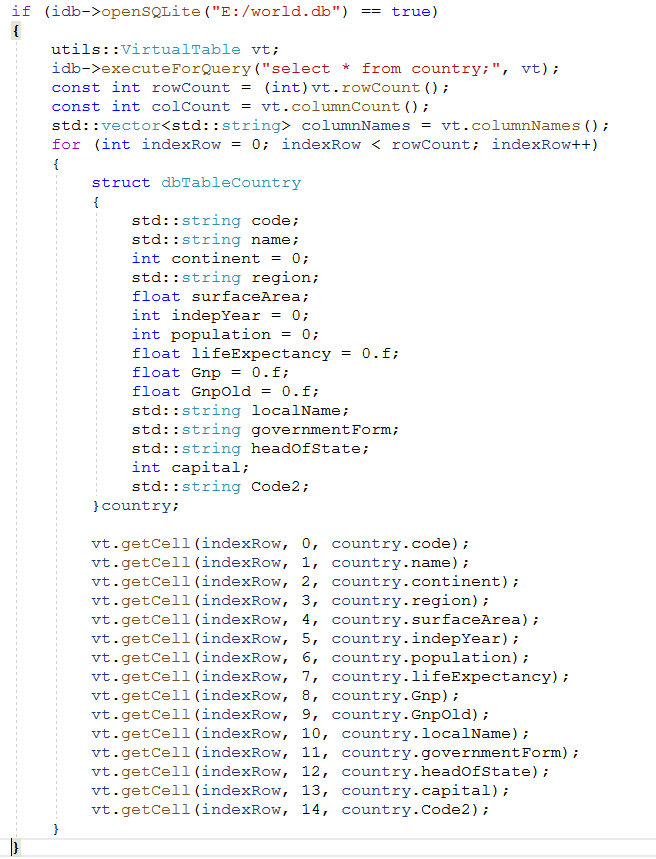 if (idb->openSQLite("E:/world.db") == true)
{
    utils::VirtualTable vt;
    idb->executeForQuery("select * from country;", vt);
    const int rowCount = (int)vt.rowCount();
    const int colCount = vt.columnCount();
    std::vector<std::string> columnNames = vt.columnNames();
    for (int indexRow = 0; indexRow < rowCount; indexRow++)
    {
        struct dbTableCountry
        {
            std::string code;
            std::string name;
            int continent = 0;
            std::string region;
            float surfaceArea;
            int indepYear = 0;
            int population = 0;
            float lifeExpectancy = 0.f;
            float Gnp = 0.f;
            float GnpOld = 0.f;
            std::string localName;
            std::string governmentForm;
            std::string headOfState;
            int capital;
            std::string Code2;
        }country;

        vt.getCell(indexRow, 0, country.code);
        vt.getCell(indexRow, 1, country.name);
        vt.getCell(indexRow, 2, country.continent);
        vt.getCell(indexRow, 3, country.region);
        vt.getCell(indexRow, 4, country.surfaceArea);
        vt.getCell(indexRow, 5, country.indepYear);
        vt.getCell(indexRow, 6, country.population);
        vt.getCell(indexRow, 7, country.lifeExpectancy);
        vt.getCell(indexRow, 8, country.Gnp);
        vt.getCell(indexRow, 9, country.GnpOld);
        vt.getCell(indexRow, 10, country.localName);
        vt.getCell(indexRow, 11, country.governmentForm);
        vt.getCell(indexRow, 12, country.headOfState);
        vt.getCell(indexRow, 13, country.capital);
        vt.getCell(indexRow, 14, country.Code2);
    }
}